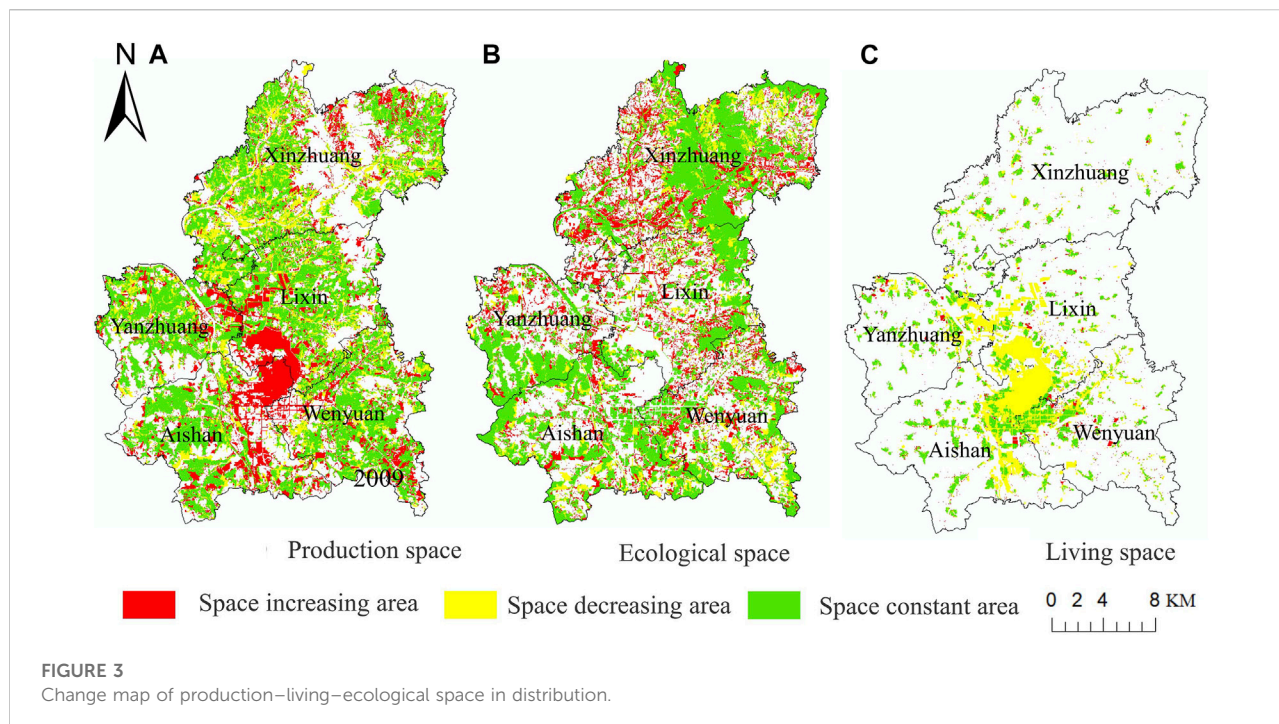 N
A
B
C
Xinzhuang
Lixin
Yanzhuang
Aishan
Wenyuan
2009
Xinzhuang
Lixin
Yanzhuang
Aishan
Wenyuan
Xinzhuang
Lixin
Yanzhuang
Aishan
Wenyuan
Production space
Ecological space
Living space
Space increasing area
Space decreasing area
Space constant area
0 2 4 8 KM
FIGURE 3
Change map of production–living–ecological space in distribution.